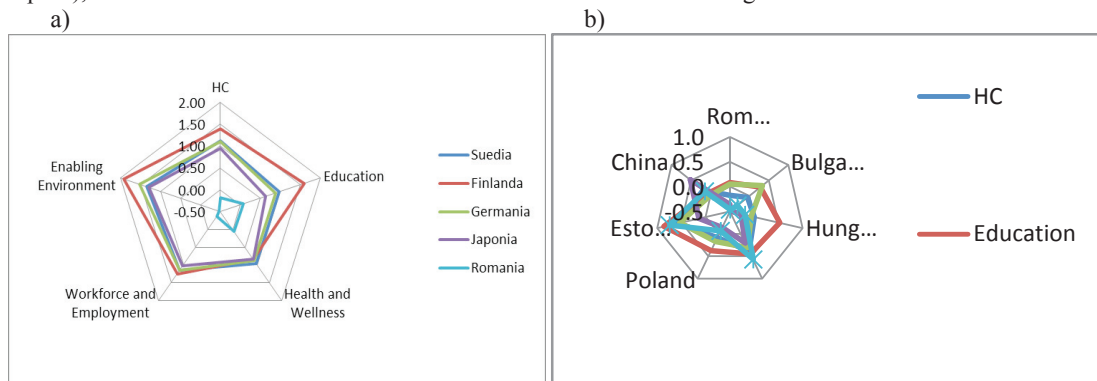 a)
b)
HC
2.00
1.50
1.00
0.50
0.00
-0.50
Education
Health and
Wellness
Workforce and
Employment
Enabling
Environment
Suedia
Finlanda
Germania
Japonia
Romania
Rom...
1.0
0.5
0.0
-0.5
Bulga...
Hung...
Poland
Esto...
China
HC
Education